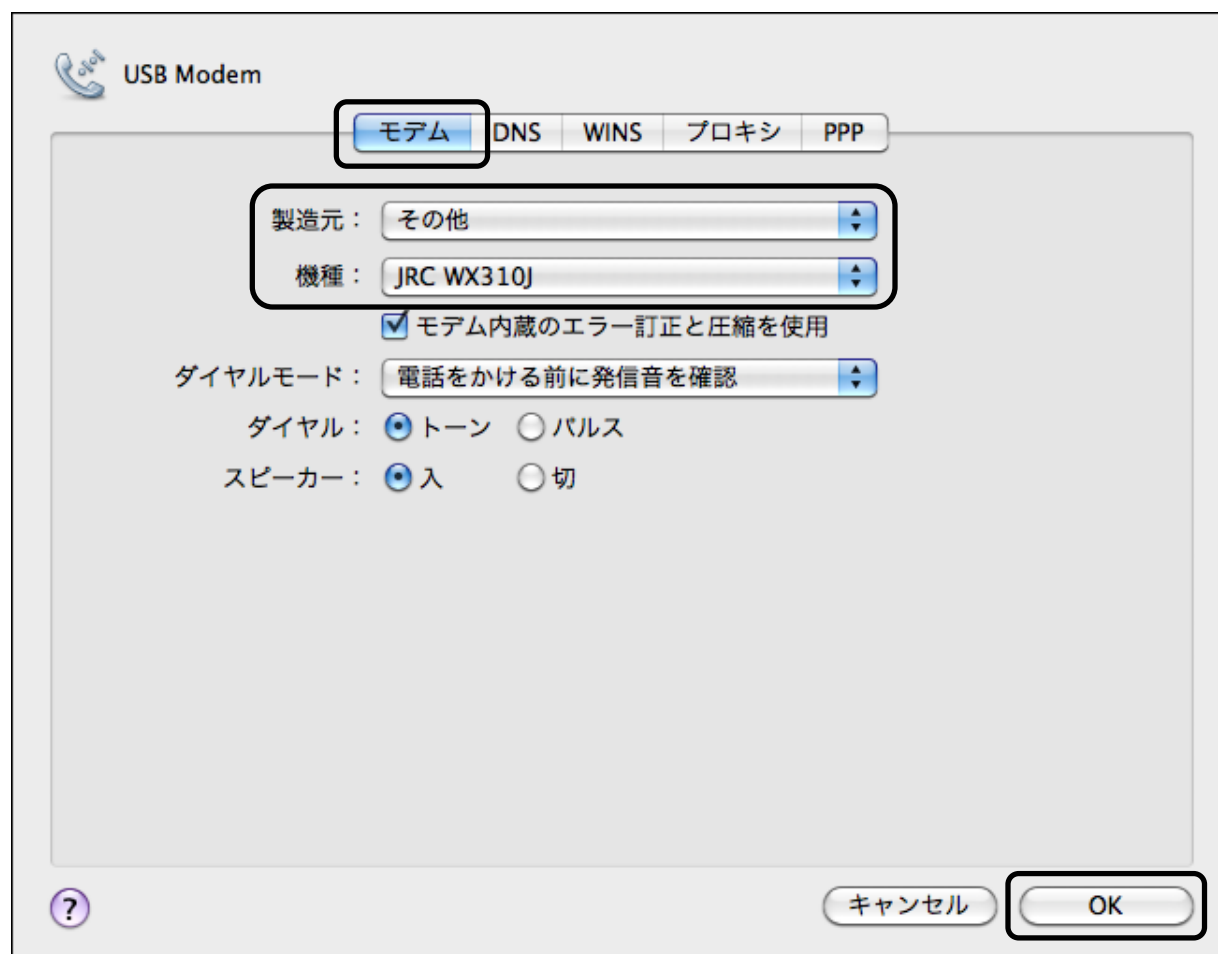 USB Modem
モデム DNS WINS プロキシ PPP
製造元： その他
機種： JRC WX310J
モデム内蔵のエラー訂正と圧縮を使用
ダイヤルモード： 電話をかける前に発信音を確認
ダイヤル： トーン パルス
スピーカー： 入 切
? キャンセル OK